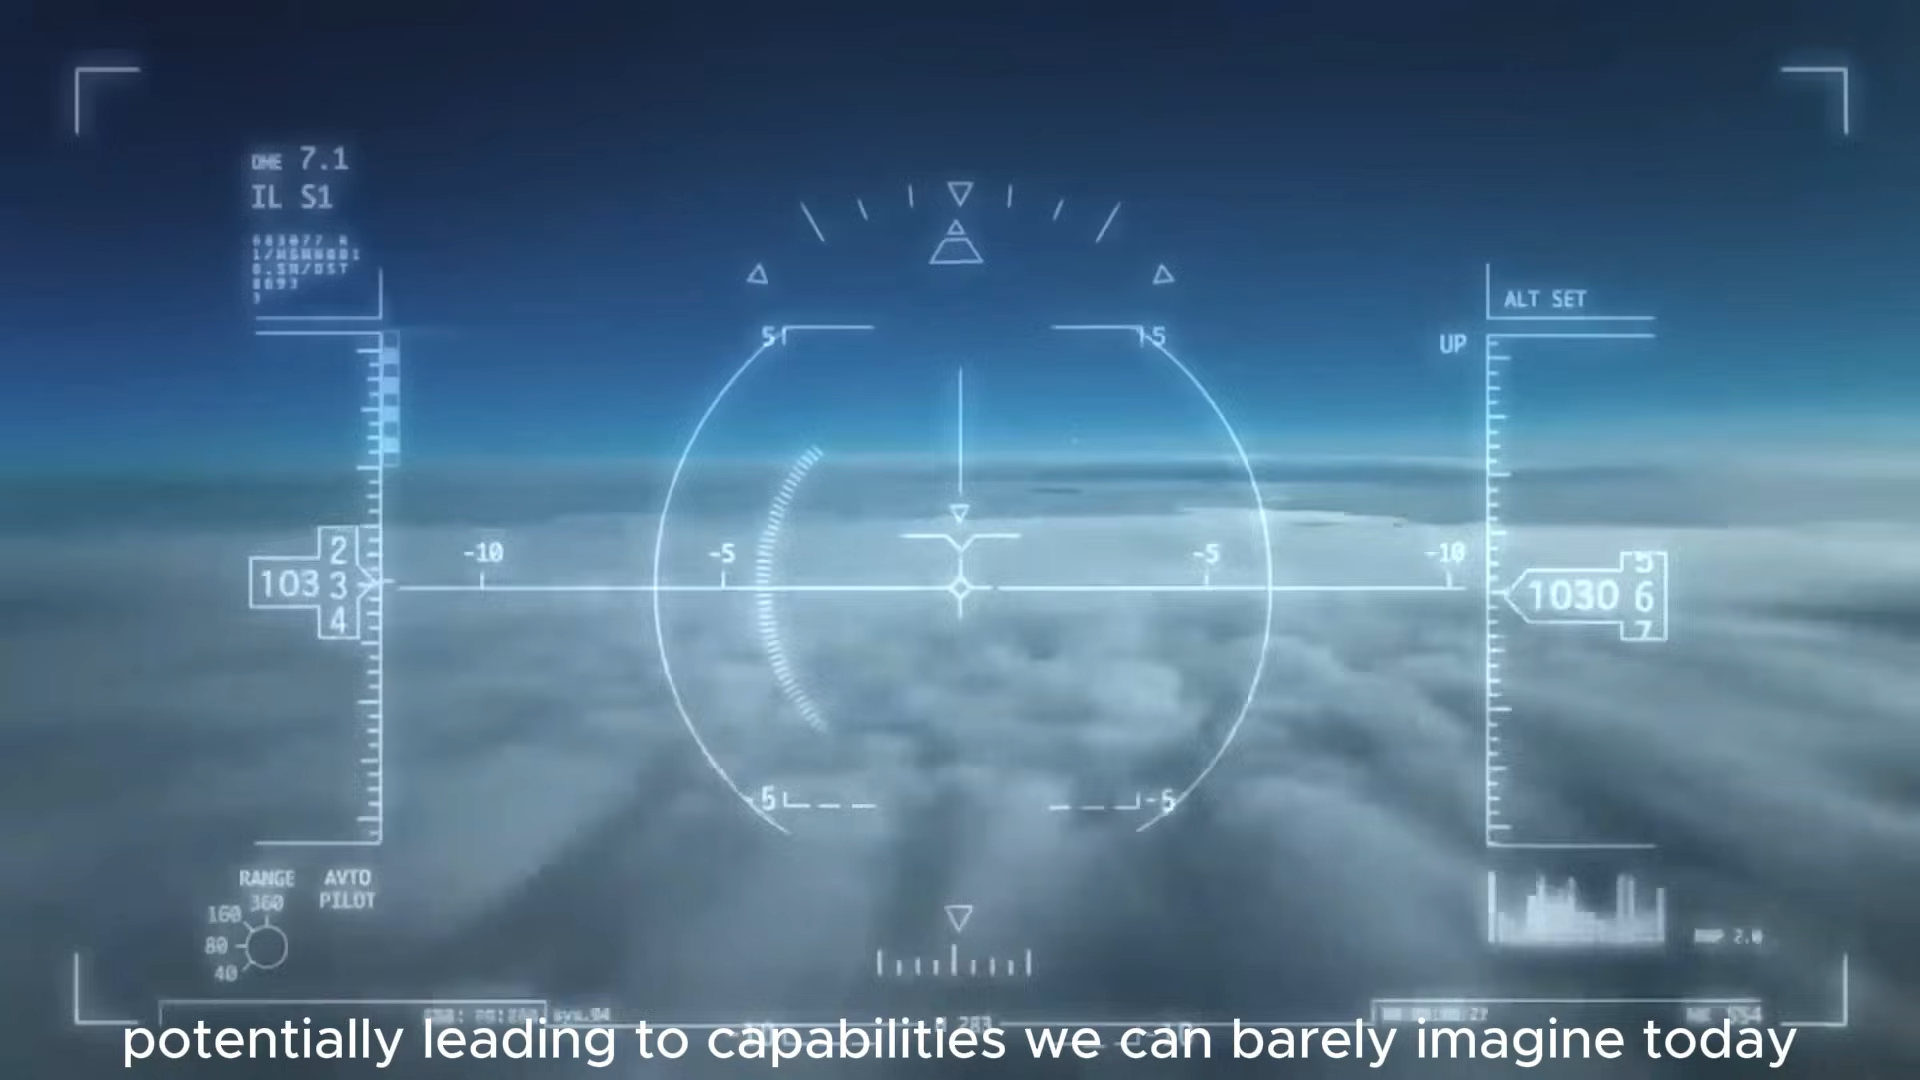 DME 7.1
IL S1
ALT SET
UP
5 5
-10 -5 -5 -10
2
103 3
4
5
1030 6
7
5 -5
RANGE
360
AVTO
PILOT
160
80
40
potentially leading to capabilities we can barely imagine today